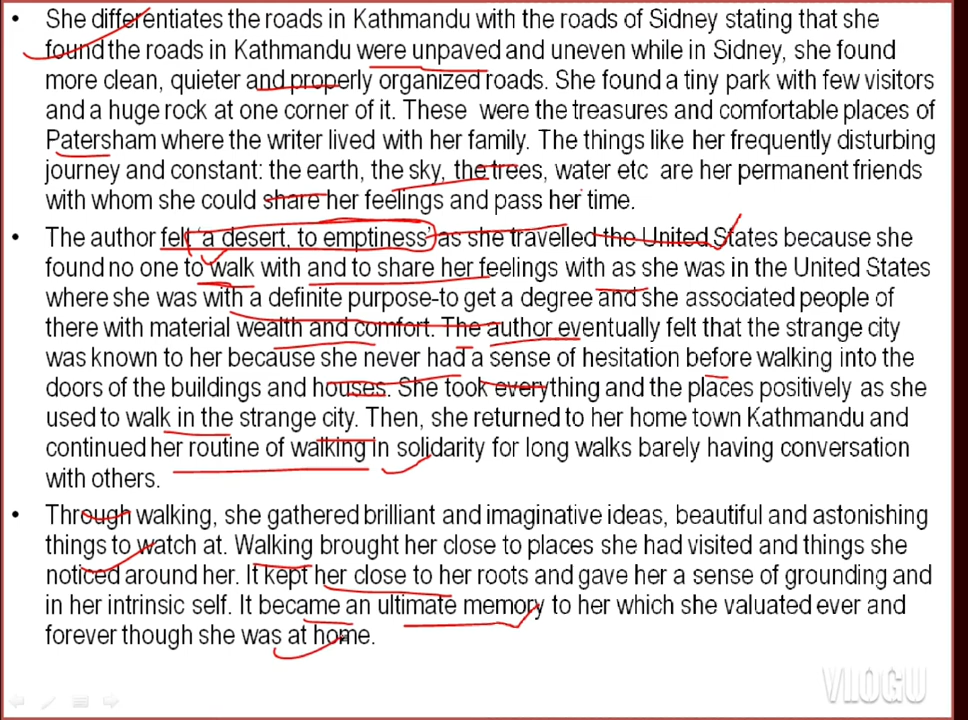 • She differentiates the roads in Kathmandu with the roads of Sidney stating that she
found the roads in Kathmandu were unpaved and uneven while in Sidney, she found
more clean, quieter and properly organized roads. She found a tiny park with few visitors
and a huge rock at one corner of it. These were the treasures and comfortable places of
Patersham where the writer lived with her family. The things like her frequently disturbing
journey and constant: the earth, the sky, the trees, water etc are her permanent friends
with whom she could share her feelings and pass her time.
• The author felt 'a desert, to emptiness' as she travelled the United States because she
found no one to walk with and to share her feelings with as she was in the United States
where she was with a definite purpose-to get a degree and she associated people of
there with material wealth and comfort. The author eventually felt that the strange city
was known to her because she never had a sense of hesitation before walking into the
doors of the buildings and houses. She took everything and the places positively as she
used to walk in the strange city. Then, she returned to her home town Kathmandu and
continued her routine of walking in solidarity for long walks barely having conversation
with others.
• Through walking, she gathered brilliant and imaginative ideas, beautiful and astonishing
things to watch at. Walking brought her close to places she had visited and things she
noticed around her. It kept her close to her roots and gave her a sense of grounding and
in her intrinsic self. It became an ultimate memory to her which she valuated ever and
forever though she was at home.
VLOGU